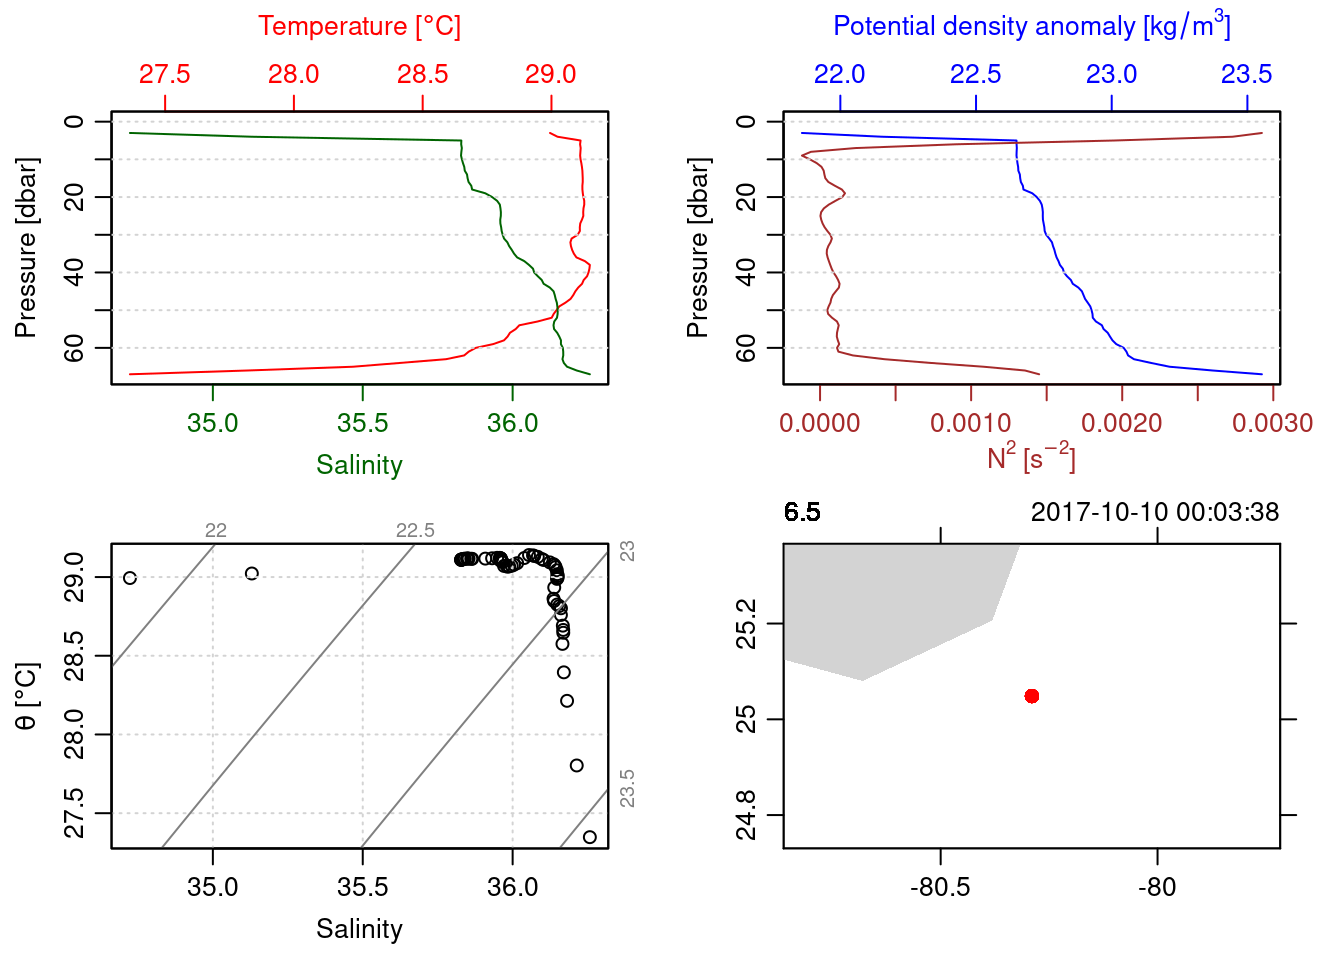 Temperature [°C]
27.5 28.0 28.5 29.0
Pressure [dbar]
0 20 40 60
35.0 35.5 36.0
Salinity
Potential density anomaly [kg/m³]
22.0 22.5 23.0 23.5
Pressure [dbar]
0 20 40 60
0.0000 0.0010 0.0020 0.0030
N² [s⁻²]
22 22.5 23 23.5
θ [°C]
29.0 28.5 28.0 27.5
35.0 35.5 36.0
Salinity
6.5 2017-10-10 00:03:38
25.2 25 24.8
-80.5 -80